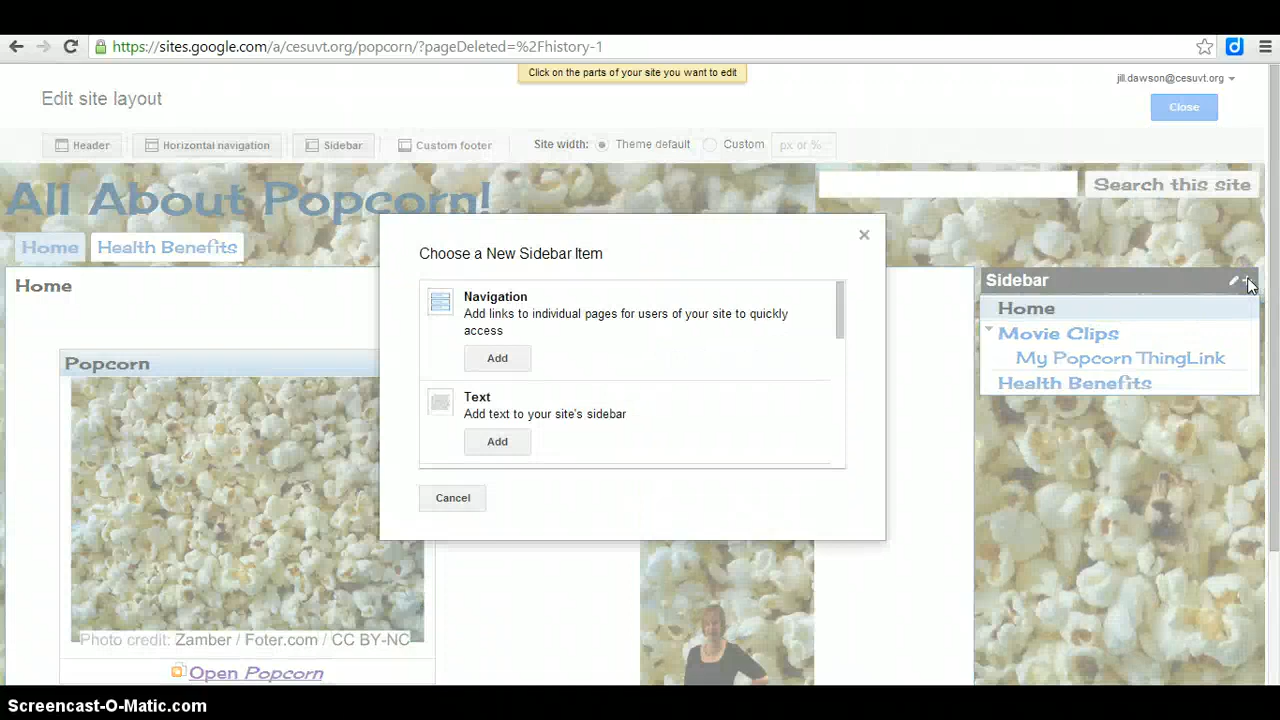 https://sites.google.com/a/cesuvt.org/popcorn/?pageDeleted=%2Fhistory-1
Click on the parts of your site you want to edit
jill.dawson@cesuvt.org
Edit site layout
Close
Header
Horizontal navigation
Sidebar
Custom footer
Site width:
Theme default
Custom
px or %
All About Popcorn!
Search this site
Home
Health Benefits
Choose a New Sidebar Item
Navigation
Add links to individual pages for users of your site to quickly
access
Add
Text
Add text to your site's sidebar
Add
Cancel
Home
Popcorn
Photo credit: Zamber / Foter.com / CC BY-NC
Open Popcorn
Sidebar
Home
Movie Clips
My Popcorn ThingLink
Health Benefits
Screencast-O-Matic.com